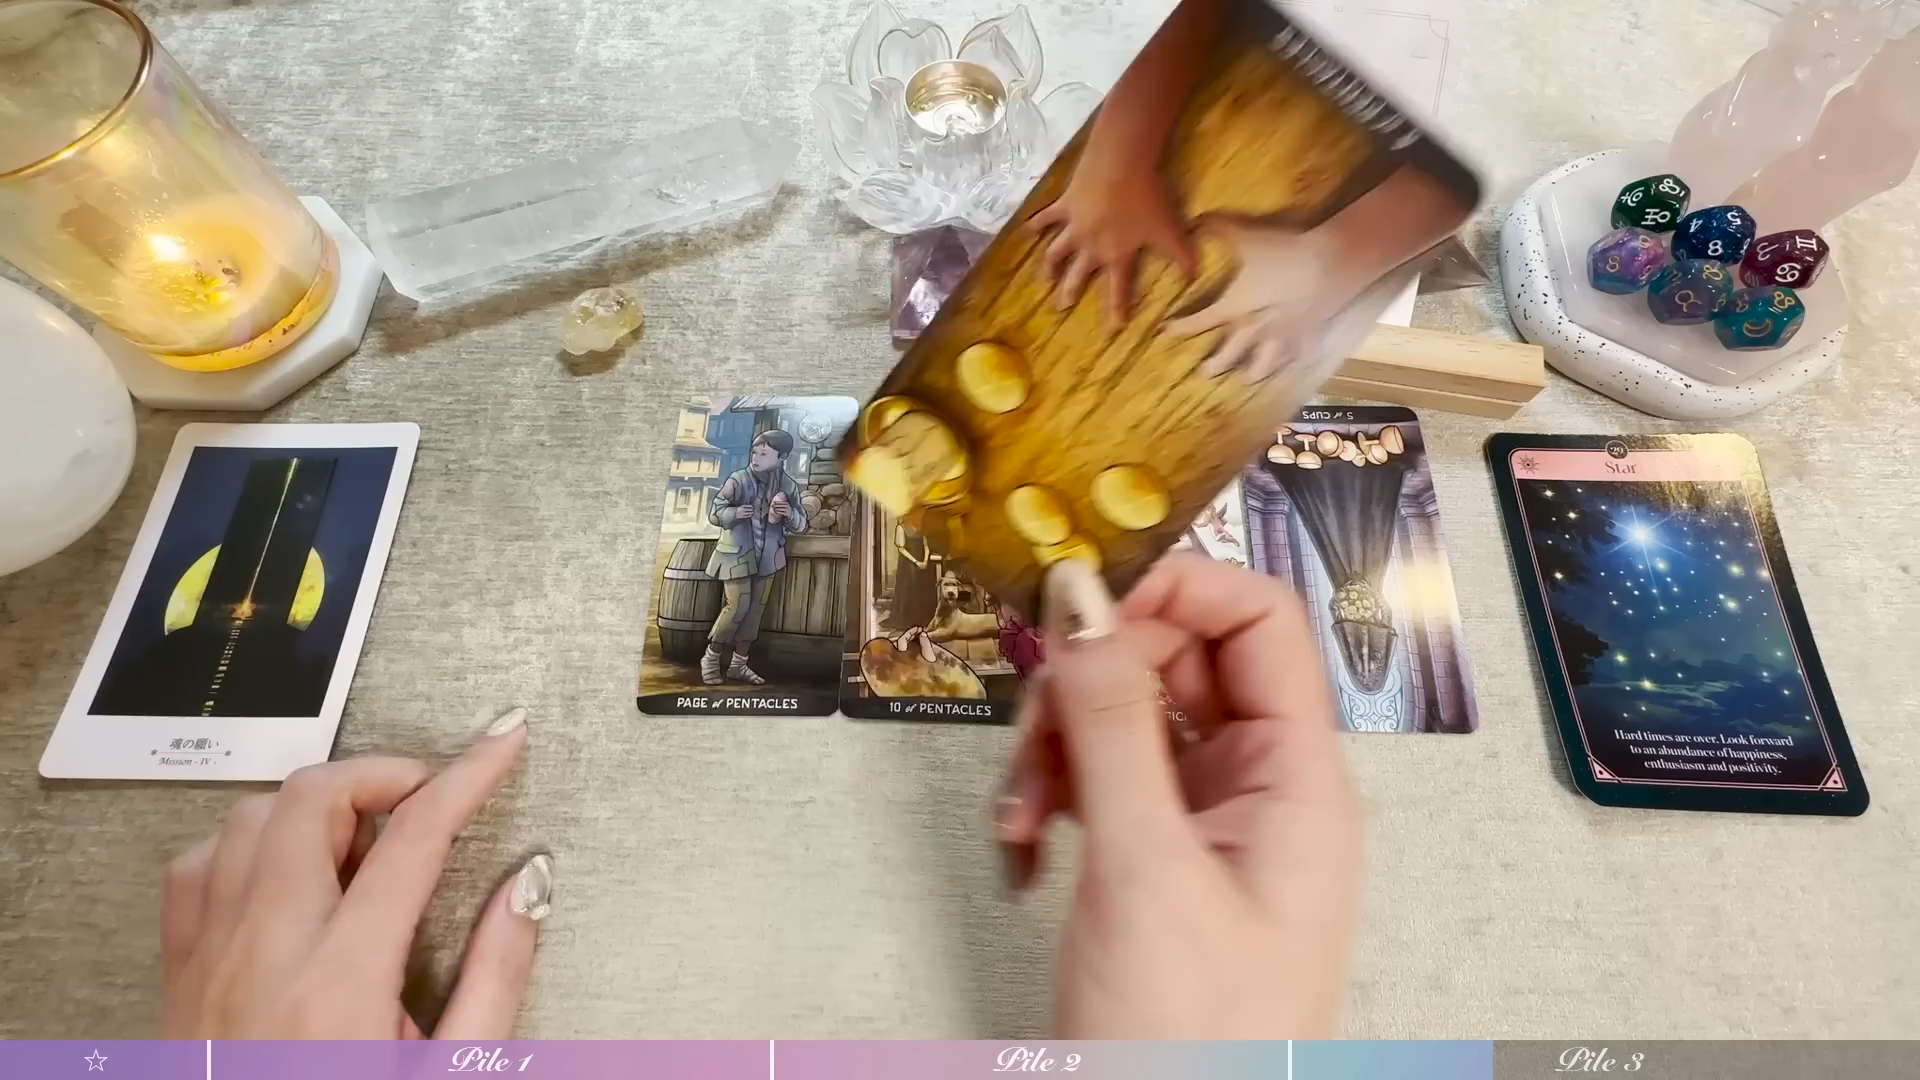 5 of CUPS
29
Star
PAGE of PENTACLES
10 of PENTACLES
Hard times are over. Look forward
to an abundance of happiness,
enthusiasm and positivity.
魂の願い
Mission - IV -
☆
Pile 1
Pile 2
Pile 3